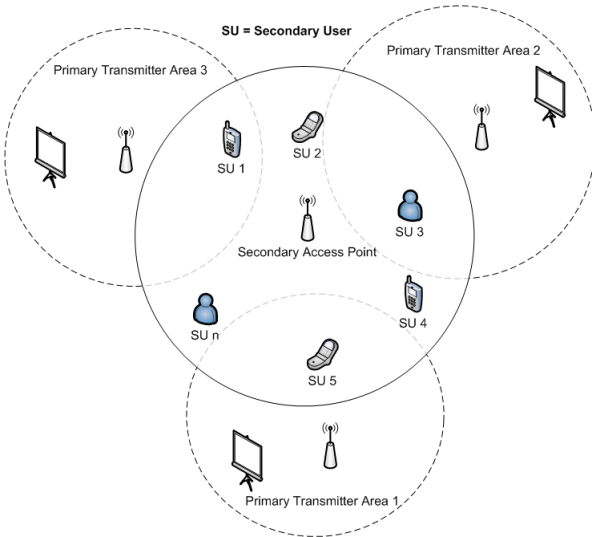 SU = Secondary User
Primary Transmitter Area 2
Primary Transmitter Area 3
SU 1
SU 2
SU 3
Secondary Access Point
SU 4
SU n
SU 5
Primary Transmitter Area 1